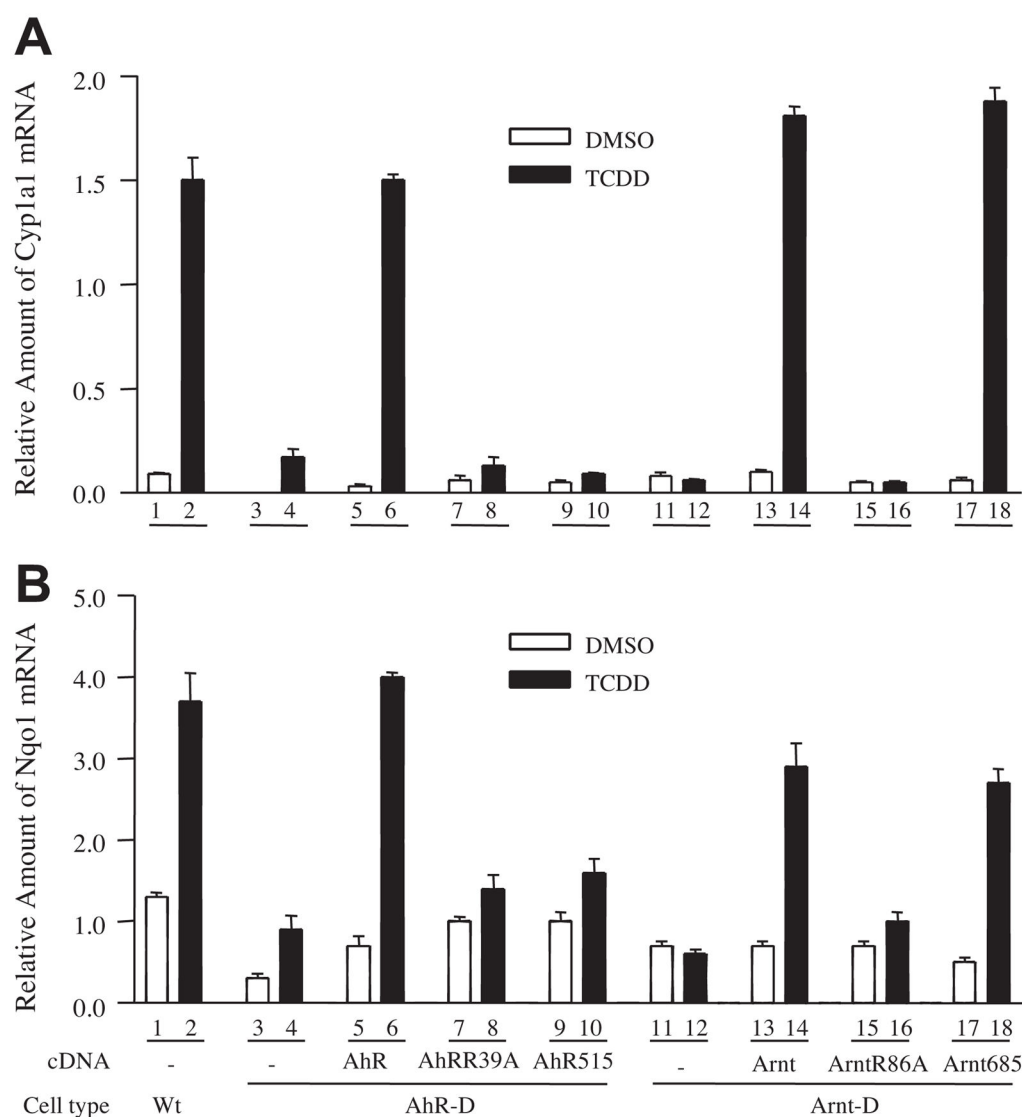 A
Relative Amount of Cyp1a1 mRNA
2.0
1.5
1.0
0.5
0.0
DMSO
TCDD
1 2 3 4 5 6 7 8 9 10 11 12 13 14 15 16 17 18
B
Relative Amount of Nqo1 mRNA
5.0
4.0
3.0
2.0
1.0
0.0
DMSO
TCDD
1 2 3 4 5 6 7 8 9 10 11 12 13 14 15 16 17 18
cDNA - - AhR AhRR39A AhR515 - Arnt ArntR86A Arnt685
Cell type Wt AhR-D Arnt-D